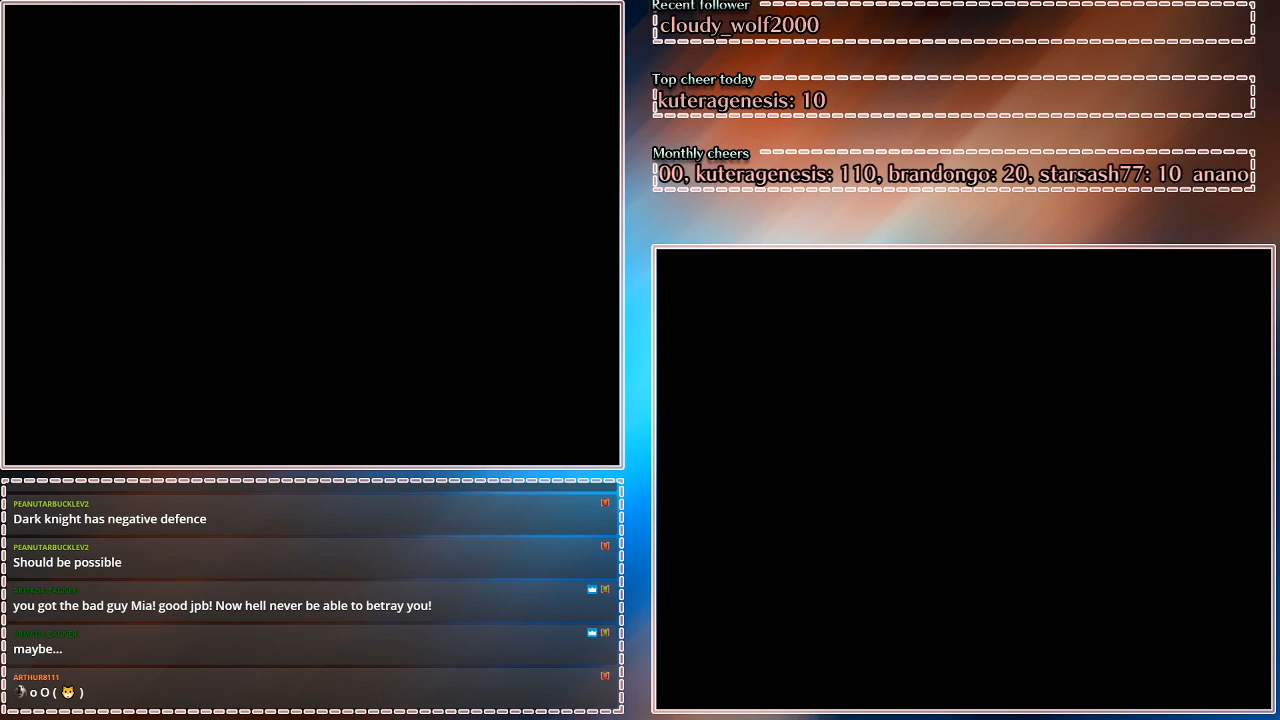 Recent follower
cloudy_wolf2000
Top cheer today
kuteragenesis: 10
Monthly cheers
00, kuteragenesis: 110, brandongo: 20, starsash77: 10 anano
PEANUTARBUCKLEV2
Dark knight has negative defence
PEANUTARBUCKLEV2
Should be possible
you got the bad guy Mia! good jpb! Now hell never be able to betray you!
maybe...
ARTHUR8111
o O ( )